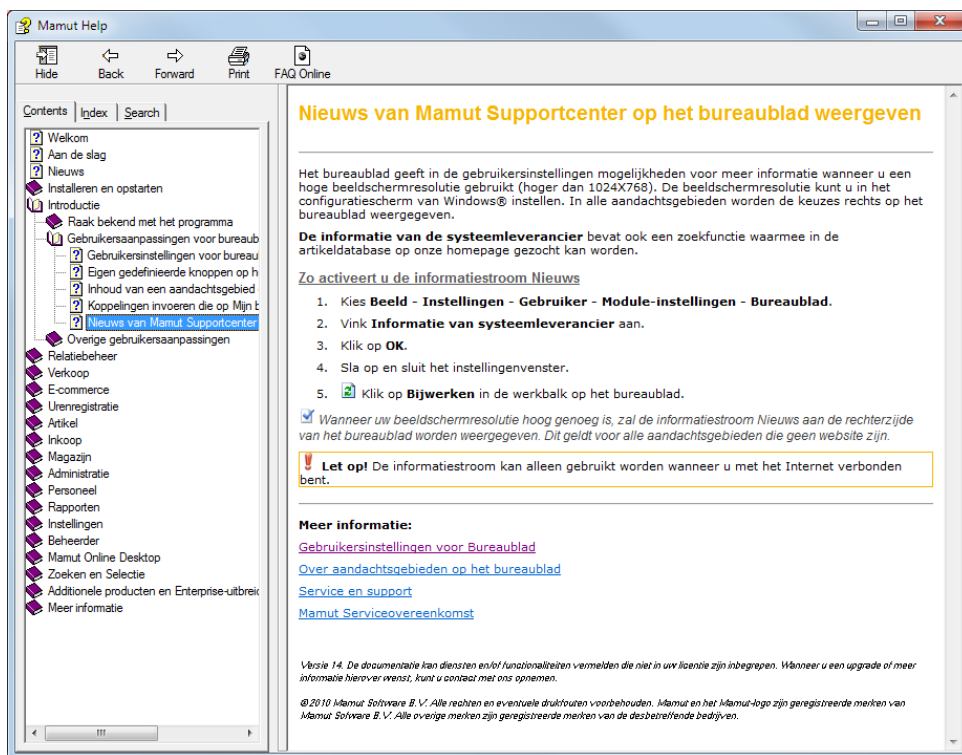 Mamut Help
Hide Back Forward Print FAQ Online
Contents Index Search
Welkom
Aan de slag
Nieuws
Installeren en opstarten
Introductie
Raak bekend met het programma
Gebruikersaanpassingen voor bureaub
Gebruikersinstellingen voor bureau
Eigen gedefinieerde knoppen op h
Inhoud van een aandachtsgebied
Koppelingen invoeren die op Mijn b
Nieuws van Mamut Supportcenter
Overige gebruikersaanpassingen
Relatiebeheer
Verkoop
E-commerce
Urenregistratie
Artikel
Inkoop
Magazijn
Administratie
Personeel
Rapporten
Instellingen
Beheerder
Mamut Online Desktop
Zoeken en Selectie
Additionele producten en Enterprise-uitbreid
Meer informatie
Nieuws van Mamut Supportcenter op het bureaublad weergeven
Het bureaublad geeft in de gebruikersinstellingen mogelijkheden voor meer informatie wanneer u een
hoge beeldschermresolutie gebruikt (hoger dan 1024X768). De beeldschermresolutie kunt u in het
configuratiescherm van Windows® instellen. In alle aandachtsgebieden worden de keuzes rechts op het
bureaublad weergegeven.
De informatie van de systeemleverancier bevat ook een zoekfunctie waarmee in de
artikeldatabase op onze homepage gezocht kan worden.
Zo activeert u de informatiestroom Nieuws
1. Kies Beeld - Instellingen - Gebruiker - Module-instellingen - Bureaublad.
2. Vink Informatie van systeemleverancier aan.
3. Klik op OK.
4. Sla op en sluit het instellingenvenster.
5. Klik op Bijwerken in de werkbalk op het bureaublad.
Wanneer uw beeldschermresolutie hoog genoeg is, zal de informatiestroom Nieuws aan de rechterzijde
van het bureaublad worden weergegeven. Dit geldt voor alle aandachtsgebieden die geen website zijn.
Let op! De informatiestroom kan alleen gebruikt worden wanneer u met het Internet verbonden
bent.
Meer informatie:
Gebruikersinstellingen voor Bureaublad
Over aandachtsgebieden op het bureaublad
Service en support
Mamut Serviceovereenkomst
Versie 14. De documentatie kan diensten en/of functionaliteiten vermelden die niet in uw licentie zijn inbegrepen. Wanneer u een upgrade of meer
informatie hierover wenst, kunt u contact met ons opnemen.
©2010 Mamut Software B.V. Alle rechten en eventuele drukfouten voorbehouden. Mamut en het Mamut-logo zijn geregistreerde merken van
Mamut Sofware B.V. Alle overige merken zijn geregistreerde merken van de desbetreffende bedrijven.